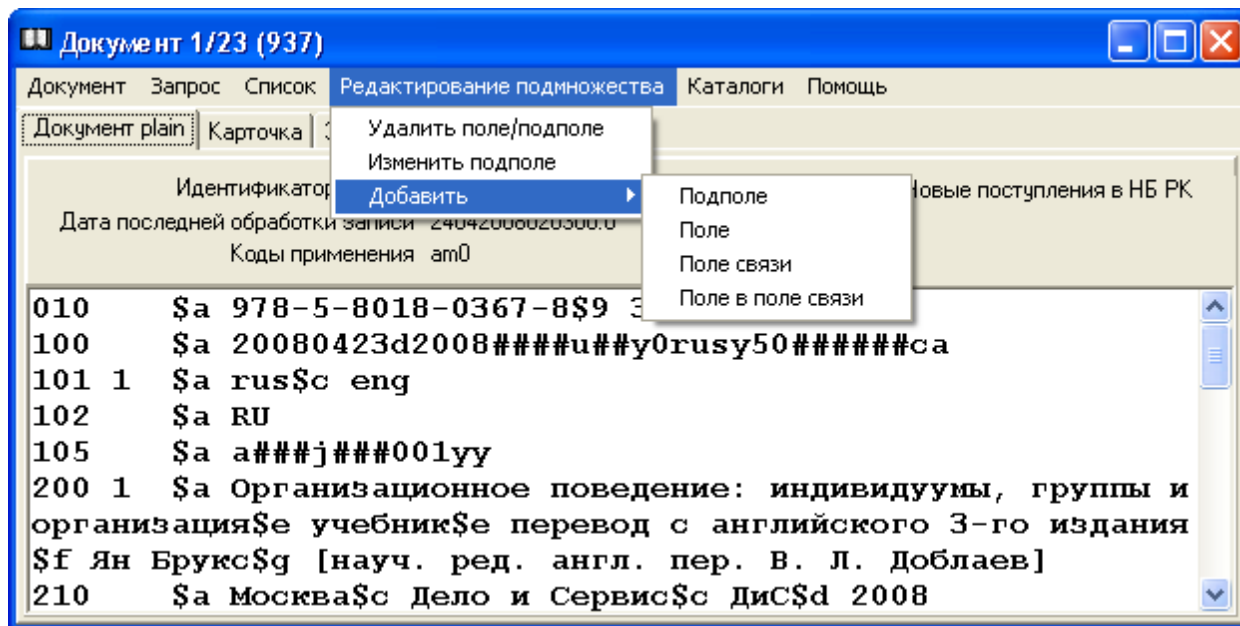 Документ 1/23 (937)
Документ Запрос Список Редактирование подмножества Каталоги Помощь
Документ plain Карточка
Удалить поле/подполе
Изменить подполе
Добавить
Подполе
Поле
Поле связи
Поле в поле связи
Идентификатор Новые поступления в НБ РК
Дата последней обработки записи 24042008020300.0
Коды применения am0
010 $a 978-5-8018-0367-8$9 3
100 $a 20080423d2008####u##y0rusy50######ca
101 1 $a rus$c eng
102 $a RU
105 $a a###j###001yy
200 1 $a Организационное поведение: индивидуумы, группы и
организация$e учебник$e перевод с английского 3-го издания
$f Ян Брукс$g [науч. ред. англ. пер. В. Л. Доблаев]
210 $a Москва$c Дело и Сервис$c ДиС$d 2008